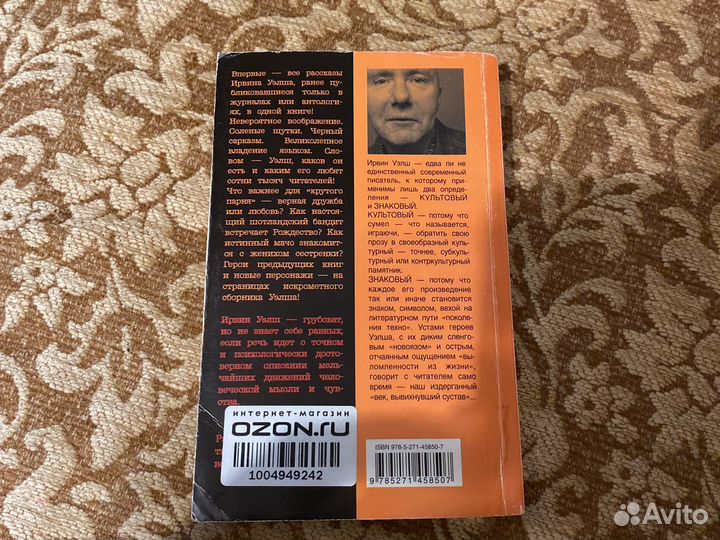 Впервые — все рассказы
Ирвина Уэлша, ранее пу-
бликовавшиеся только в
журналах или антологи-
ях, в одной книге!
Невероятное воображение.
Соленые шутки. Черный
сарказм. Великолепное
владение языком. Сло-
вом — Уэлш, каков он
есть и каким его любят
сотни тысяч читателей!
Что важнее для «крутого
парня» — верная дружба
или любовь? Как настоя-
щий шотландский бандит
встречает Рождество? Как
истинный мачо знакомит-
ся с женихом сестренки?
Герои предыдущих книг
и новые персонажи — на
страницах искрометного
сборника Уэлша!
Ирвин Уэлш — грубоват,
но не знает себе равных,
если речь идет о точном
и психологически досто-
верном описании мель-
чайших движений чело-
веческой мысли и чув-
ства.
интернет-магазин
OZON.ru
1004949242
Ирвин Уэлш — едва ли не
единственный современный
писатель, к которому при-
менимы лишь два опреде-
ления — КУЛЬТОВЫЙ
и ЗНАКОВЫЙ.
КУЛЬТОВЫЙ — потому что
сумел — что называется,
играючи, — обратить свою
прозу в своеобразный куль-
турный — точнее, субкуль-
турный или контркультурный
памятник.
ЗНАКОВЫЙ — потому что
каждое его произведение
так или иначе становится
знаком, символом, вехой на
литературном пути «поколе-
ния техно». Устами героев
Уэлша, с их диким сленго-
вым «новоязом» и острым,
отчаянным ощущением «вы-
ломленности из жизни»,
говорит с читателем само
время — наш издерганный
«век, вывихнувший сустав»...
ISBN 978-5-271-45850-7
9 785271 458507
Avito